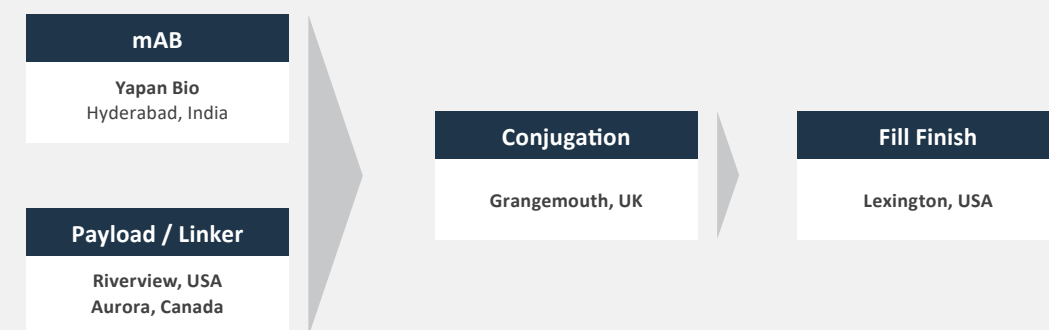 mAB
Yapan Bio
Hyderabad, India
Payload / Linker
Riverview, USA
Aurora, Canada
Conjugation
Grangemouth, UK
Fill Finish
Lexington, USA